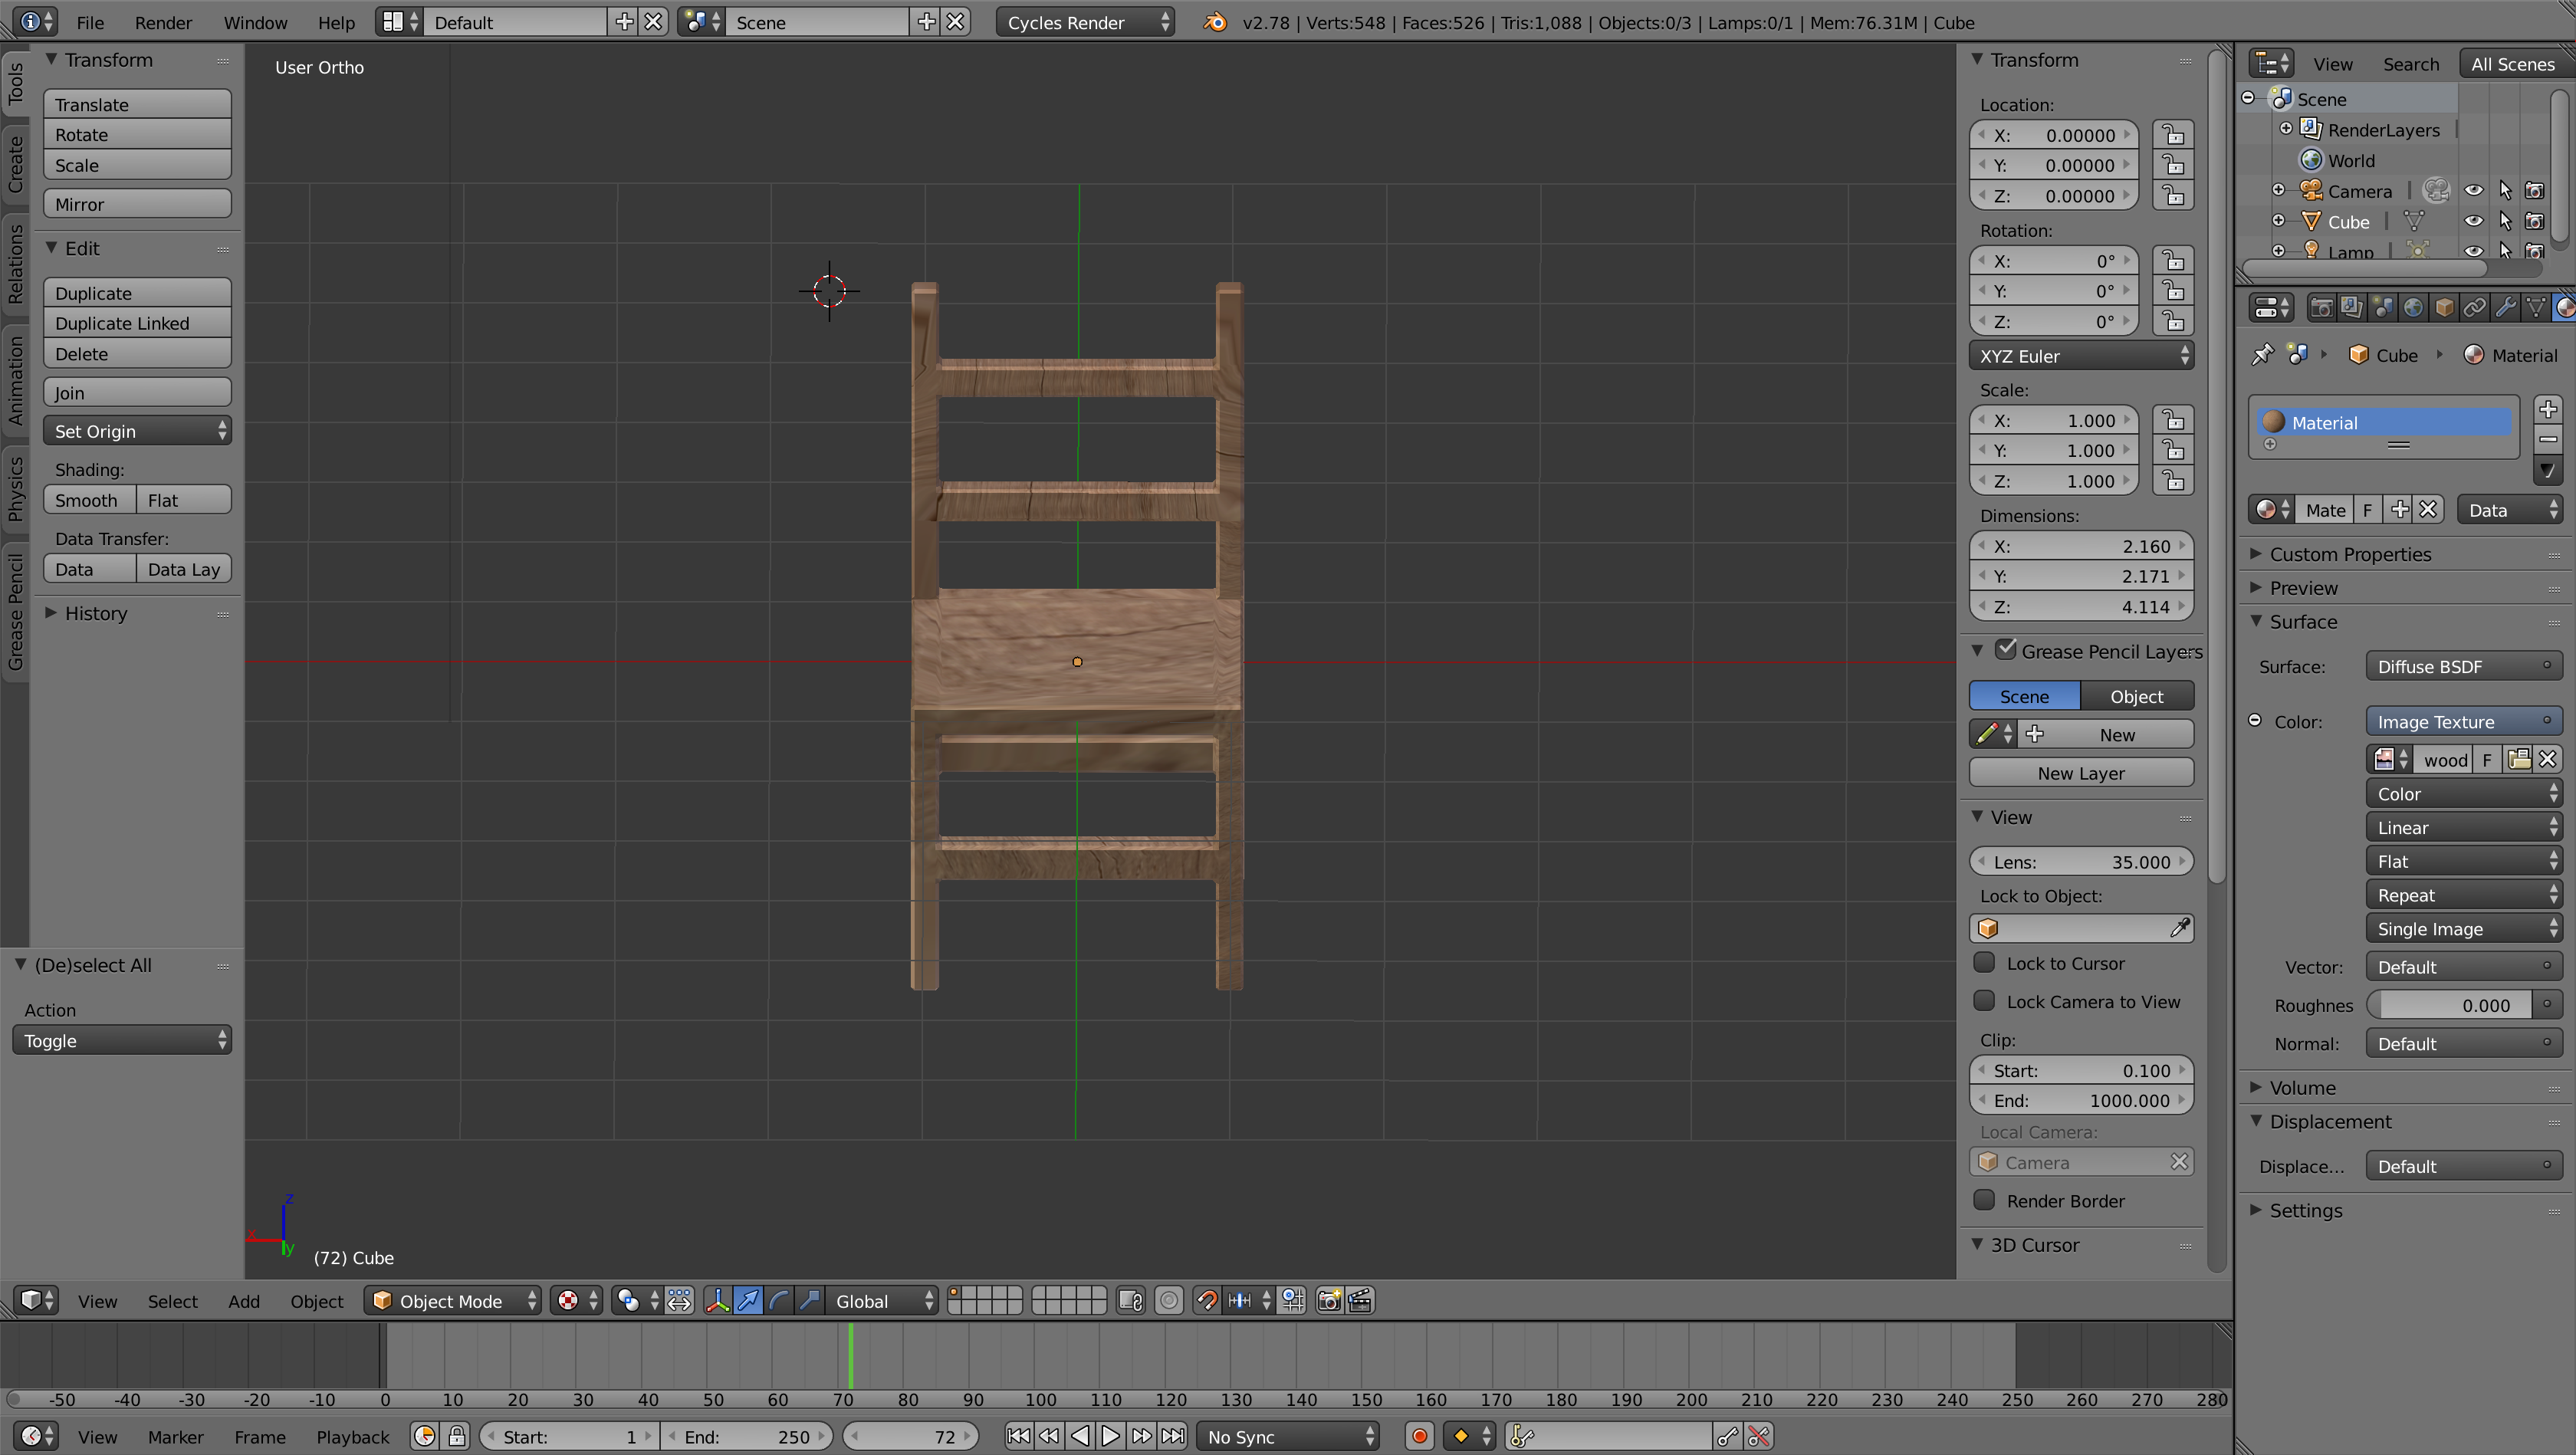 File Render Window Help Default Scene Cycles Render v2.78 | Verts:548 | Faces:526 | Tris:1,088 | Objects:0/3 | Lamps:0/1 | Mem:76.31M | Cube
Tools
Create
Relations
Animation
Physics
Grease Pencil
Transform
Translate
Rotate
Scale
Mirror
Edit
Duplicate
Duplicate Linked
Delete
Join
Set Origin
Shading:
Smooth Flat
Data Transfer:
Data Data Lay
History
(De)select All
Action
Toggle
User Ortho
z
x
y
(72) Cube
Transform
Location:
X: 0.00000
Y: 0.00000
Z: 0.00000
Rotation:
X: 0°
Y: 0°
Z: 0°
XYZ Euler
Scale:
X: 1.000
Y: 1.000
Z: 1.000
Dimensions:
X: 2.160
Y: 2.171
Z: 4.114
Grease Pencil Layers
Scene Object
New
New Layer
View
Lens: 35.000
Lock to Object:
Lock to Cursor
Lock Camera to View
Clip:
Start: 0.100
End: 1000.000
Local Camera:
Camera
Render Border
3D Cursor
View Search All Scenes
Scene
RenderLayers
World
Camera
Cube
Lamp
Cube Material
Material
Mate F Data
Custom Properties
Preview
Surface
Surface: Diffuse BSDF
Color: Image Texture
wood F
Color
Linear
Flat
Repeat
Single Image
Vector: Default
Roughnes 0.000
Normal: Default
Volume
Displacement
Displace... Default
Settings
View Select Add Object Object Mode Global
-50 -40 -30 -20 -10 0 10 20 30 40 50 60 70 80 90 100 110 120 130 140 150 160 170 180 190 200 210 220 230 240 250 260 270 280
View Marker Frame Playback Start: 1 End: 250 72 No Sync